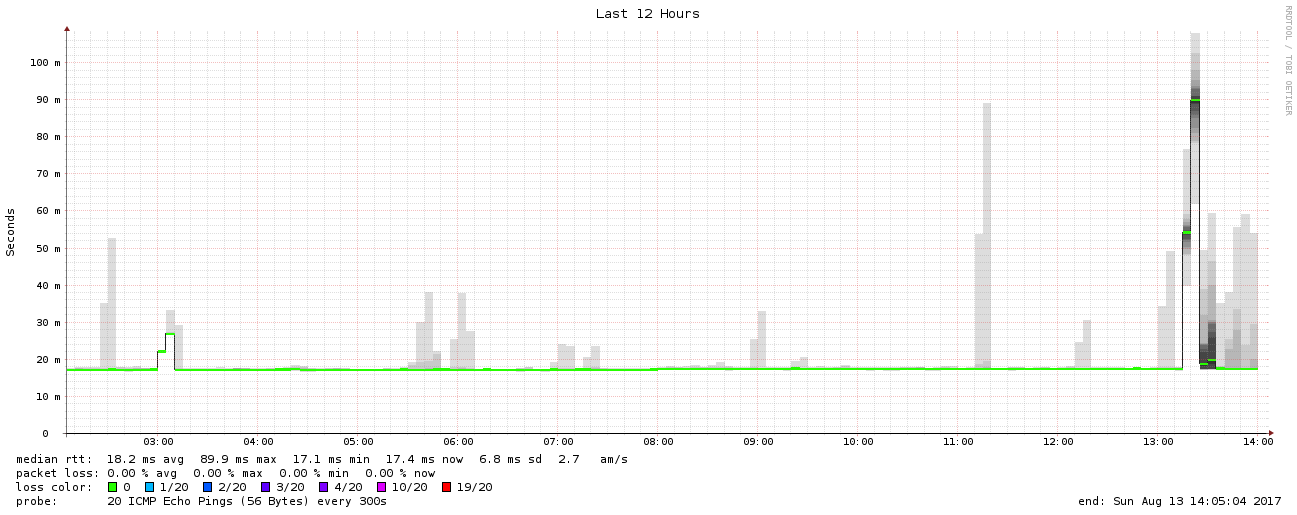 Last 12 Hours
RRDTOOL / TOBI OETIKER
Seconds
100 m
90 m
80 m
70 m
60 m
50 m
40 m
30 m
20 m
10 m
0
03:00 04:00 05:00 06:00 07:00 08:00 09:00 10:00 11:00 12:00 13:00 14:00
median rtt: 18.2 ms avg 89.9 ms max 17.1 ms min 17.4 ms now 6.8 ms sd 2.7 am/s
packet loss: 0.00 % avg 0.00 % max 0.00 % min 0.00 % now
loss color: 0 1/20 2/20 3/20 4/20 10/20 19/20
probe: 20 ICMP Echo Pings (56 Bytes) every 300s end: Sun Aug 13 14:05:04 2017